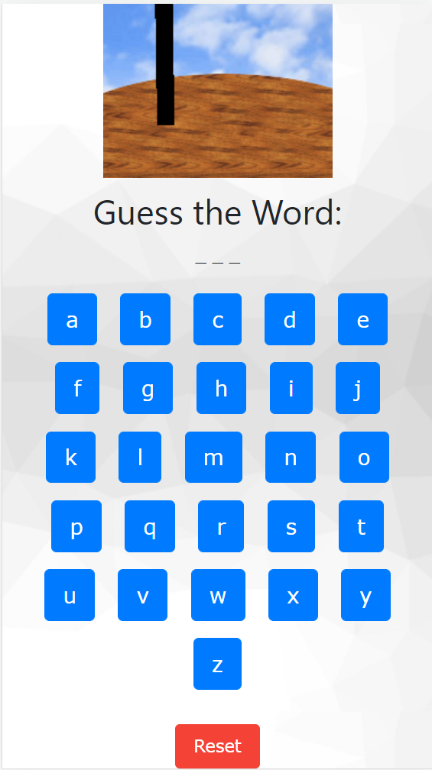 Guess the Word:
_ _ _
a b c d e
f g h i j
k l m n o
p q r s t
u v w x y
z
Reset